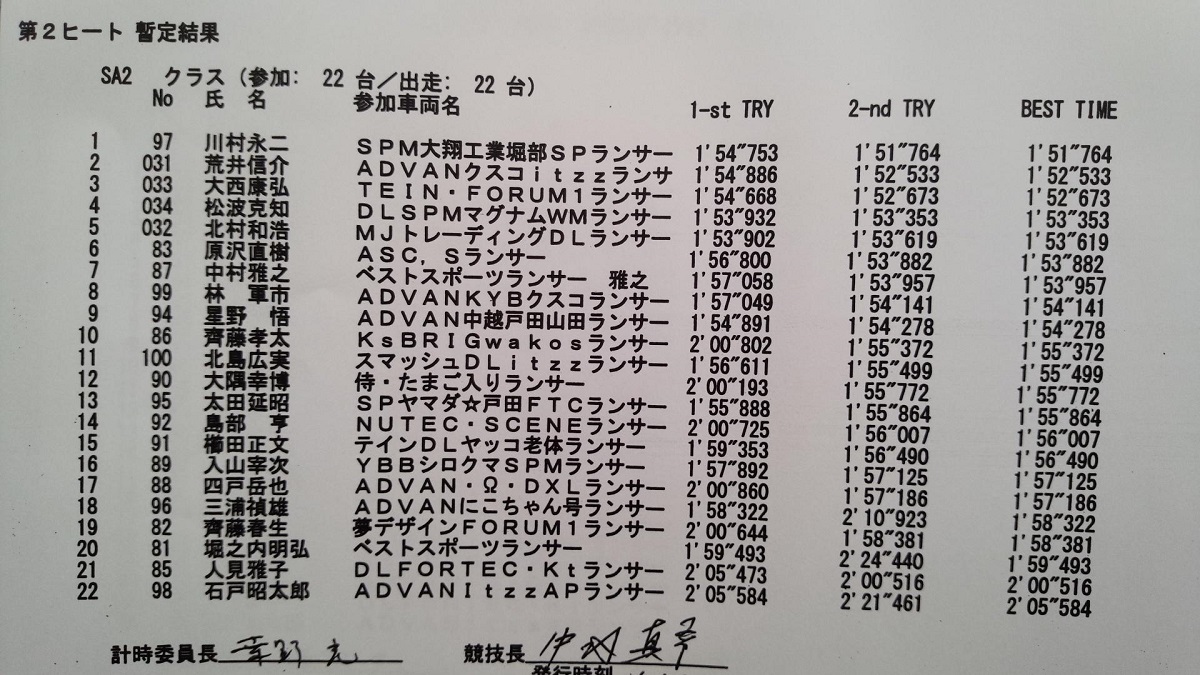 第２ヒート 暫定結果
SA2 クラス（参加： 22 台／出走： 22 台）
No 氏 名 参加車両名 1-st TRY 2-nd TRY BEST TIME
1 97 川村永二 ＳＰＭ大翔工業堀部ＳＰランサー 1'54"753 1'51"764 1'51"764
2 031 荒井信介 ＡＤＶＡＮクスコｉｔｚｚランサ 1'54"886 1'52"533 1'52"533
3 033 大西康弘 ＴＥＩＮ・ＦＯＲＵＭ１ランサー 1'54"668 1'52"673 1'52"673
4 034 松波克知 ＤＬＳＰＭマグナムＷＭランサー 1'53"932 1'53"353 1'53"353
5 032 北村和浩 ＭＪトレーディングＤＬランサー 1'53"902 1'53"619 1'53"619
6 83 原沢直樹 ＡＳＣ，Ｓランサー 1'56"800 1'53"882 1'53"882
7 87 中村雅之 ベストスポーツランサー 雅之 1'57"058 1'53"957 1'53"957
8 99 林 軍市 ＡＤＶＡＮＫＹＢクスコランサー 1'57"049 1'54"141 1'54"141
9 94 星野 悟 ＡＤＶＡＮ中越戸田山田ランサー 1'54"891 1'54"278 1'54"278
10 86 齊藤孝太 ＫｓＢＲＩＧｗａｋｏｓランサー 2'00"802 1'55"372 1'55"372
11 100 北島広実 スマッシュＤＬｉｔｚｚランサー 1'56"611 1'55"499 1'55"499
12 90 大隅幸博 侍・たまご入りランサー 2'00"193 1'55"772 1'55"772
13 95 太田延昭 ＳＰヤマダ☆戸田ＦＴＣランサー 1'55"888 1'55"864 1'55"864
14 92 島部 亨 ＮＵＴＥＣ・ＳＣＥＮＥランサー 2'00"725 1'56"007 1'56"007
15 91 櫛田正文 テインＤＬヤッコ老体ランサー 1'59"353 1'56"490 1'56"490
16 89 入山幸次 ＹＢＢシロクマＳＰＭランサー 1'57"892 1'57"125 1'57"125
17 88 四戸岳也 ＡＤＶＡＮ・Ω・ＤＸＬランサー 2'00"860 1'57"186 1'57"186
18 96 三浦禎雄 ＡＤＶＡＮにこちゃん号ランサー 1'58"322 2'10"923 1'58"322
19 82 齊藤春生 夢デザインＦＯＲＵＭ１ランサー 2'00"644 1'58"381 1'58"381
20 81 堀之内明弘 ベストスポーツランサー 1'59"493 2'24"440 1'59"493
21 85 人見雅子 ＤＬＦＯＲＴＥＣ・Ｋｔランサー 2'05"473 2'00"516 2'00"516
22 98 石戸昭太郎 ＡＤＶＡＮＩｔｚｚＡＰランサー 2'05"584 2'21"461 2'05"584
計時委員長 競技長
発行時刻